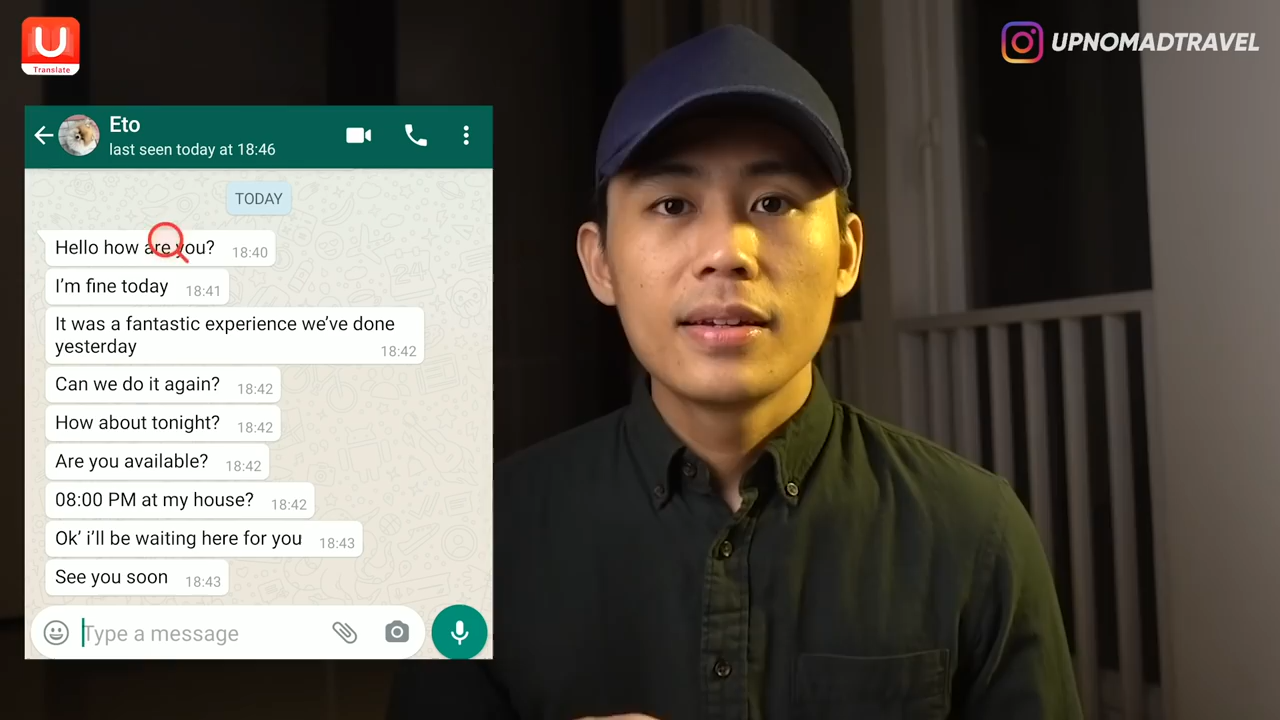 U
Translate
UPNOMADTRAVEL
Eto
last seen today at 18:46
TODAY
Hello how are you? 18:40
I'm fine today 18:41
It was a fantastic experience we've done
yesterday 18:42
Can we do it again? 18:42
How about tonight? 18:42
Are you available? 18:42
08:00 PM at my house? 18:42
Ok' i'll be waiting here for you 18:43
See you soon 18:43
Type a message